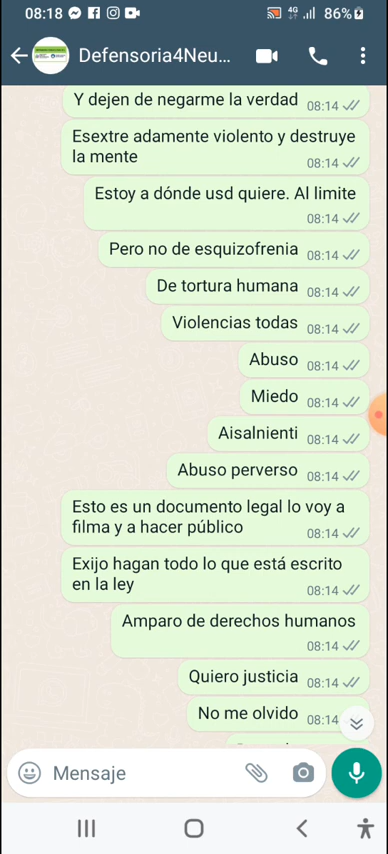 08:18 4G 86%
Defensoria4Neu...
Y dejen de negarme la verdad 08:14
Esextre adamente violento y destruye
la mente 08:14
Estoy a dónde usd quiere. Al limite
08:14
Pero no de esquizofrenia 08:14
De tortura humana 08:14
Violencias todas 08:14
Abuso 08:14
Miedo 08:14
Aisalnienti 08:14
Abuso perverso 08:14
Esto es un documento legal lo voy a
filma y a hacer público 08:14
Exijo hagan todo lo que está escrito
en la ley 08:14
Amparo de derechos humanos
08:14
Quiero justicia 08:14
No me olvido 08:14
Mensaje